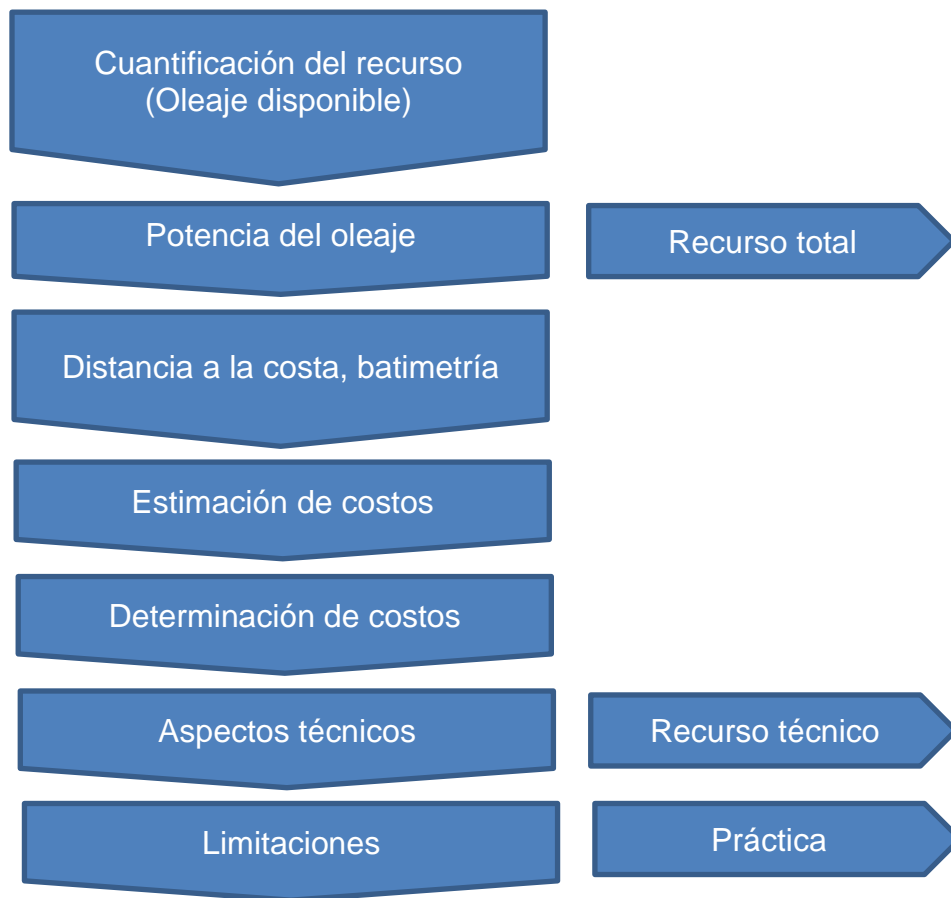 Cuantificación del recurso
(Oleaje disponible)
Potencia del oleaje
Recurso total
Distancia a la costa, batimetría
Estimación de costos
Determinación de costos
Aspectos técnicos
Recurso técnico
Limitaciones
Práctica